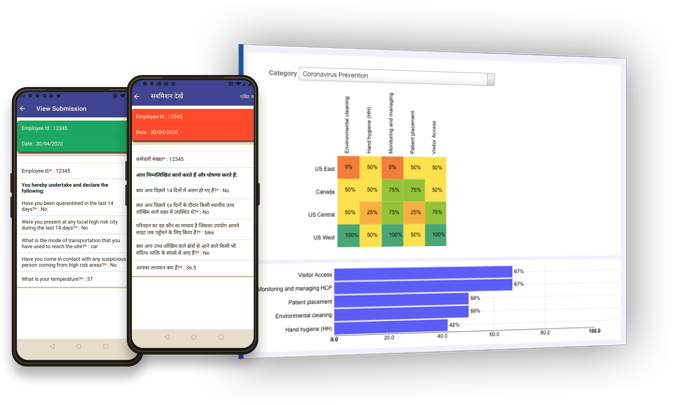 View Submission
Employee Id : 12345
Date : 30/04/2020
Employee ID* : 12345
You hereby undertake and declare the
following:
Have you been quarantined in the last 14
days?* : No
Were you present at any local high risk city
during the last 14 days?* : No
What is the mode of transportation that you
have used to reach the site?* : car
Have you come in contact with any suspicious
person coming from high risk areas?* : No
What is your temperature?* : 37
सबमिशन देखें
Employee Id : 12345
Date : 30/04/2020
कर्मचारी संख्या* : 12345
आप निम्नलिखित कार्य करते हैं और घोषणा करते हैं:
क्या आप पिछले 14 दिनों में अलग हो गए हैं?* : No
क्या आप पिछले १४ दिनों के दौरान किसी स्थानीय उच्च
जोखिम वाले शहर में उपस्थित थे?* : No
परिवहन का वह कौन सा माध्यम है जिसका उपयोग आपने
साइट तक पहुँचने के लिए किया है?* : bike
क्या आप उच्च जोखिम वाले क्षेत्रों से आने वाले किसी भी
संदिग्ध व्यक्ति के संपर्क में आए हैं?* : No
आपका तापमान क्या है?* : 36.5
Category
Coronavirus Prevention
Environmental cleaning
Hand hygiene (HH)
Monitoring and managing
Patient placement
Visitor Access
US East 0% 50% 0% 50% 50%
Canada 50% 50% 75% 75% 50%
US Central 50% 25% 75% 25% 75%
US West 100% 50% 100% 50% 100%
Visitor Access 67%
Monitoring and managing HCP 67%
Patient placement 50%
Environmental cleaning 50%
Hand hygiene (HH) 42%
0.0 20.0 40.0 60.0 80.0 100.0